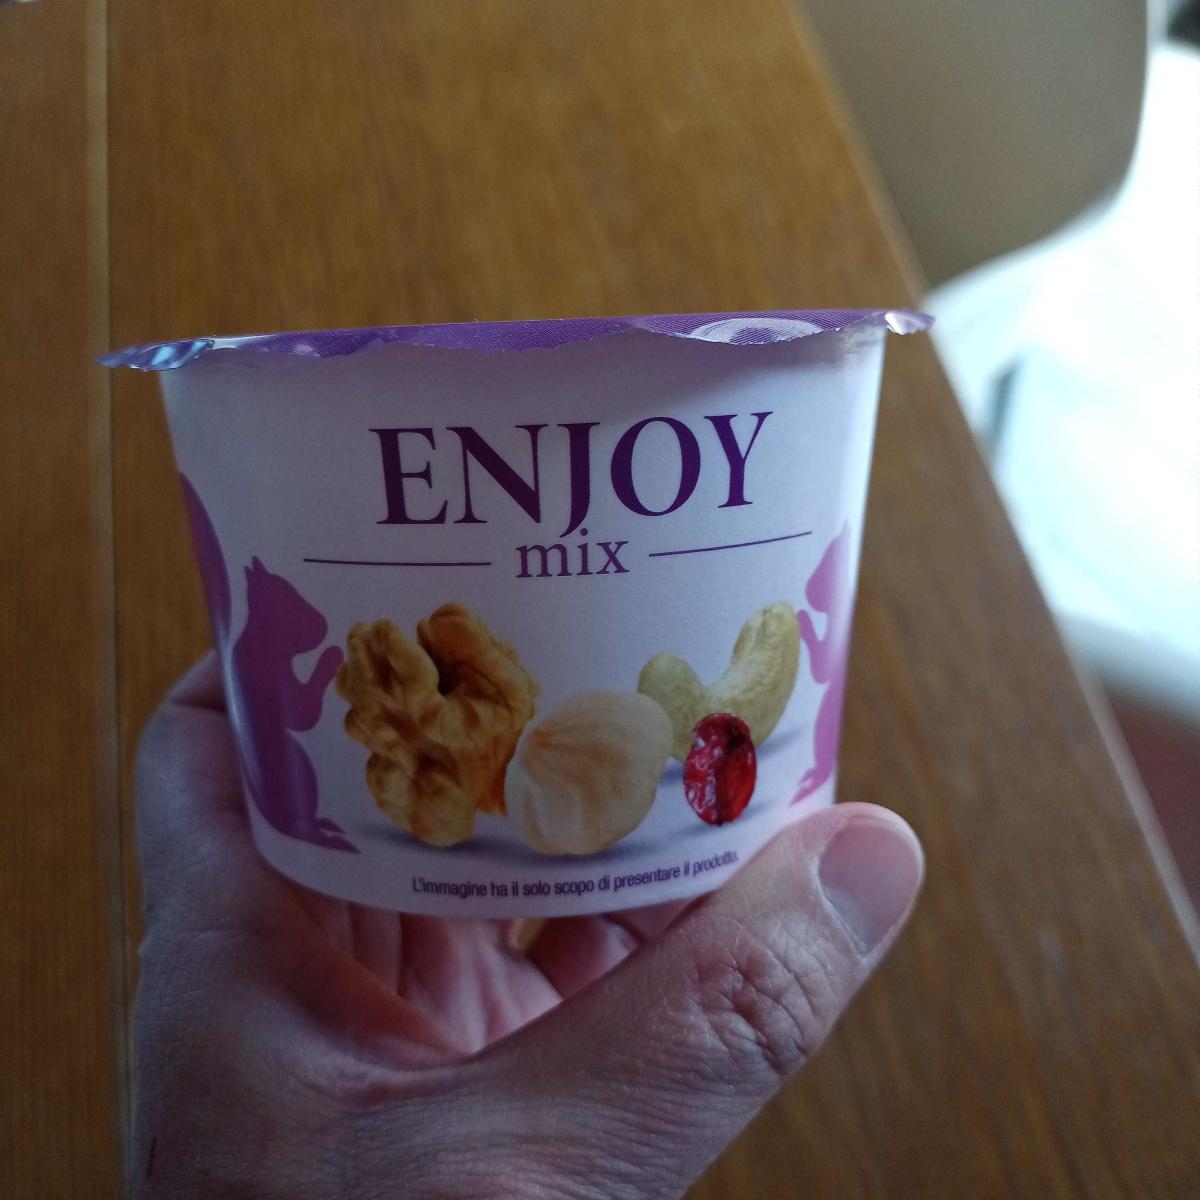 ENJOY
mix
L'immagine ha il solo scopo di presentare il prodotto.